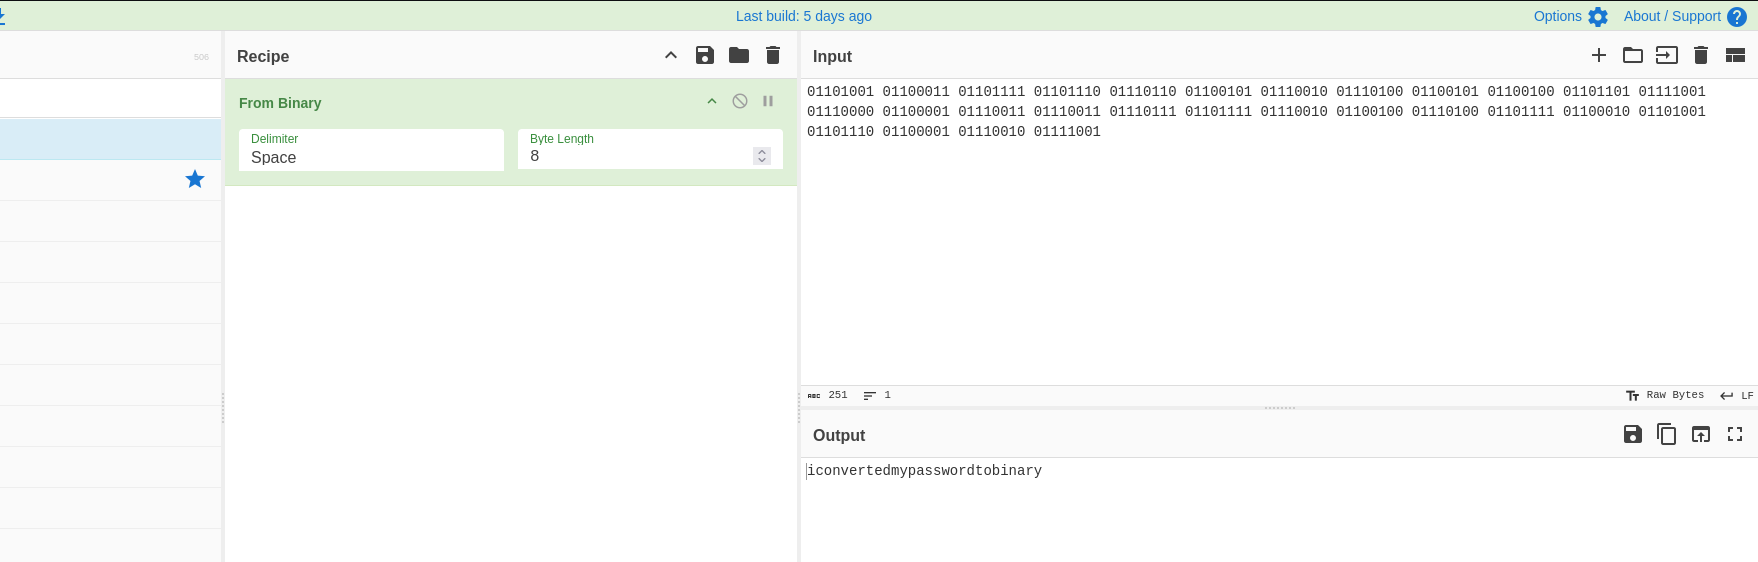 Last build: 5 days ago
Options
About / Support
506
Recipe
From Binary
Delimiter
Space
Byte Length
8
Input
01101001 01100011 01101111 01101110 01110110 01100101 01110010 01110100 01100101 01100100 01101101 01111001
01110000 01100001 01110011 01110011 01110111 01101111 01110010 01100100 01110100 01101111 01100010 01101001
01101110 01100001 01110010 01111001
ABC 251 1 Raw Bytes LF
Output
iconvertedmypasswordtobinary